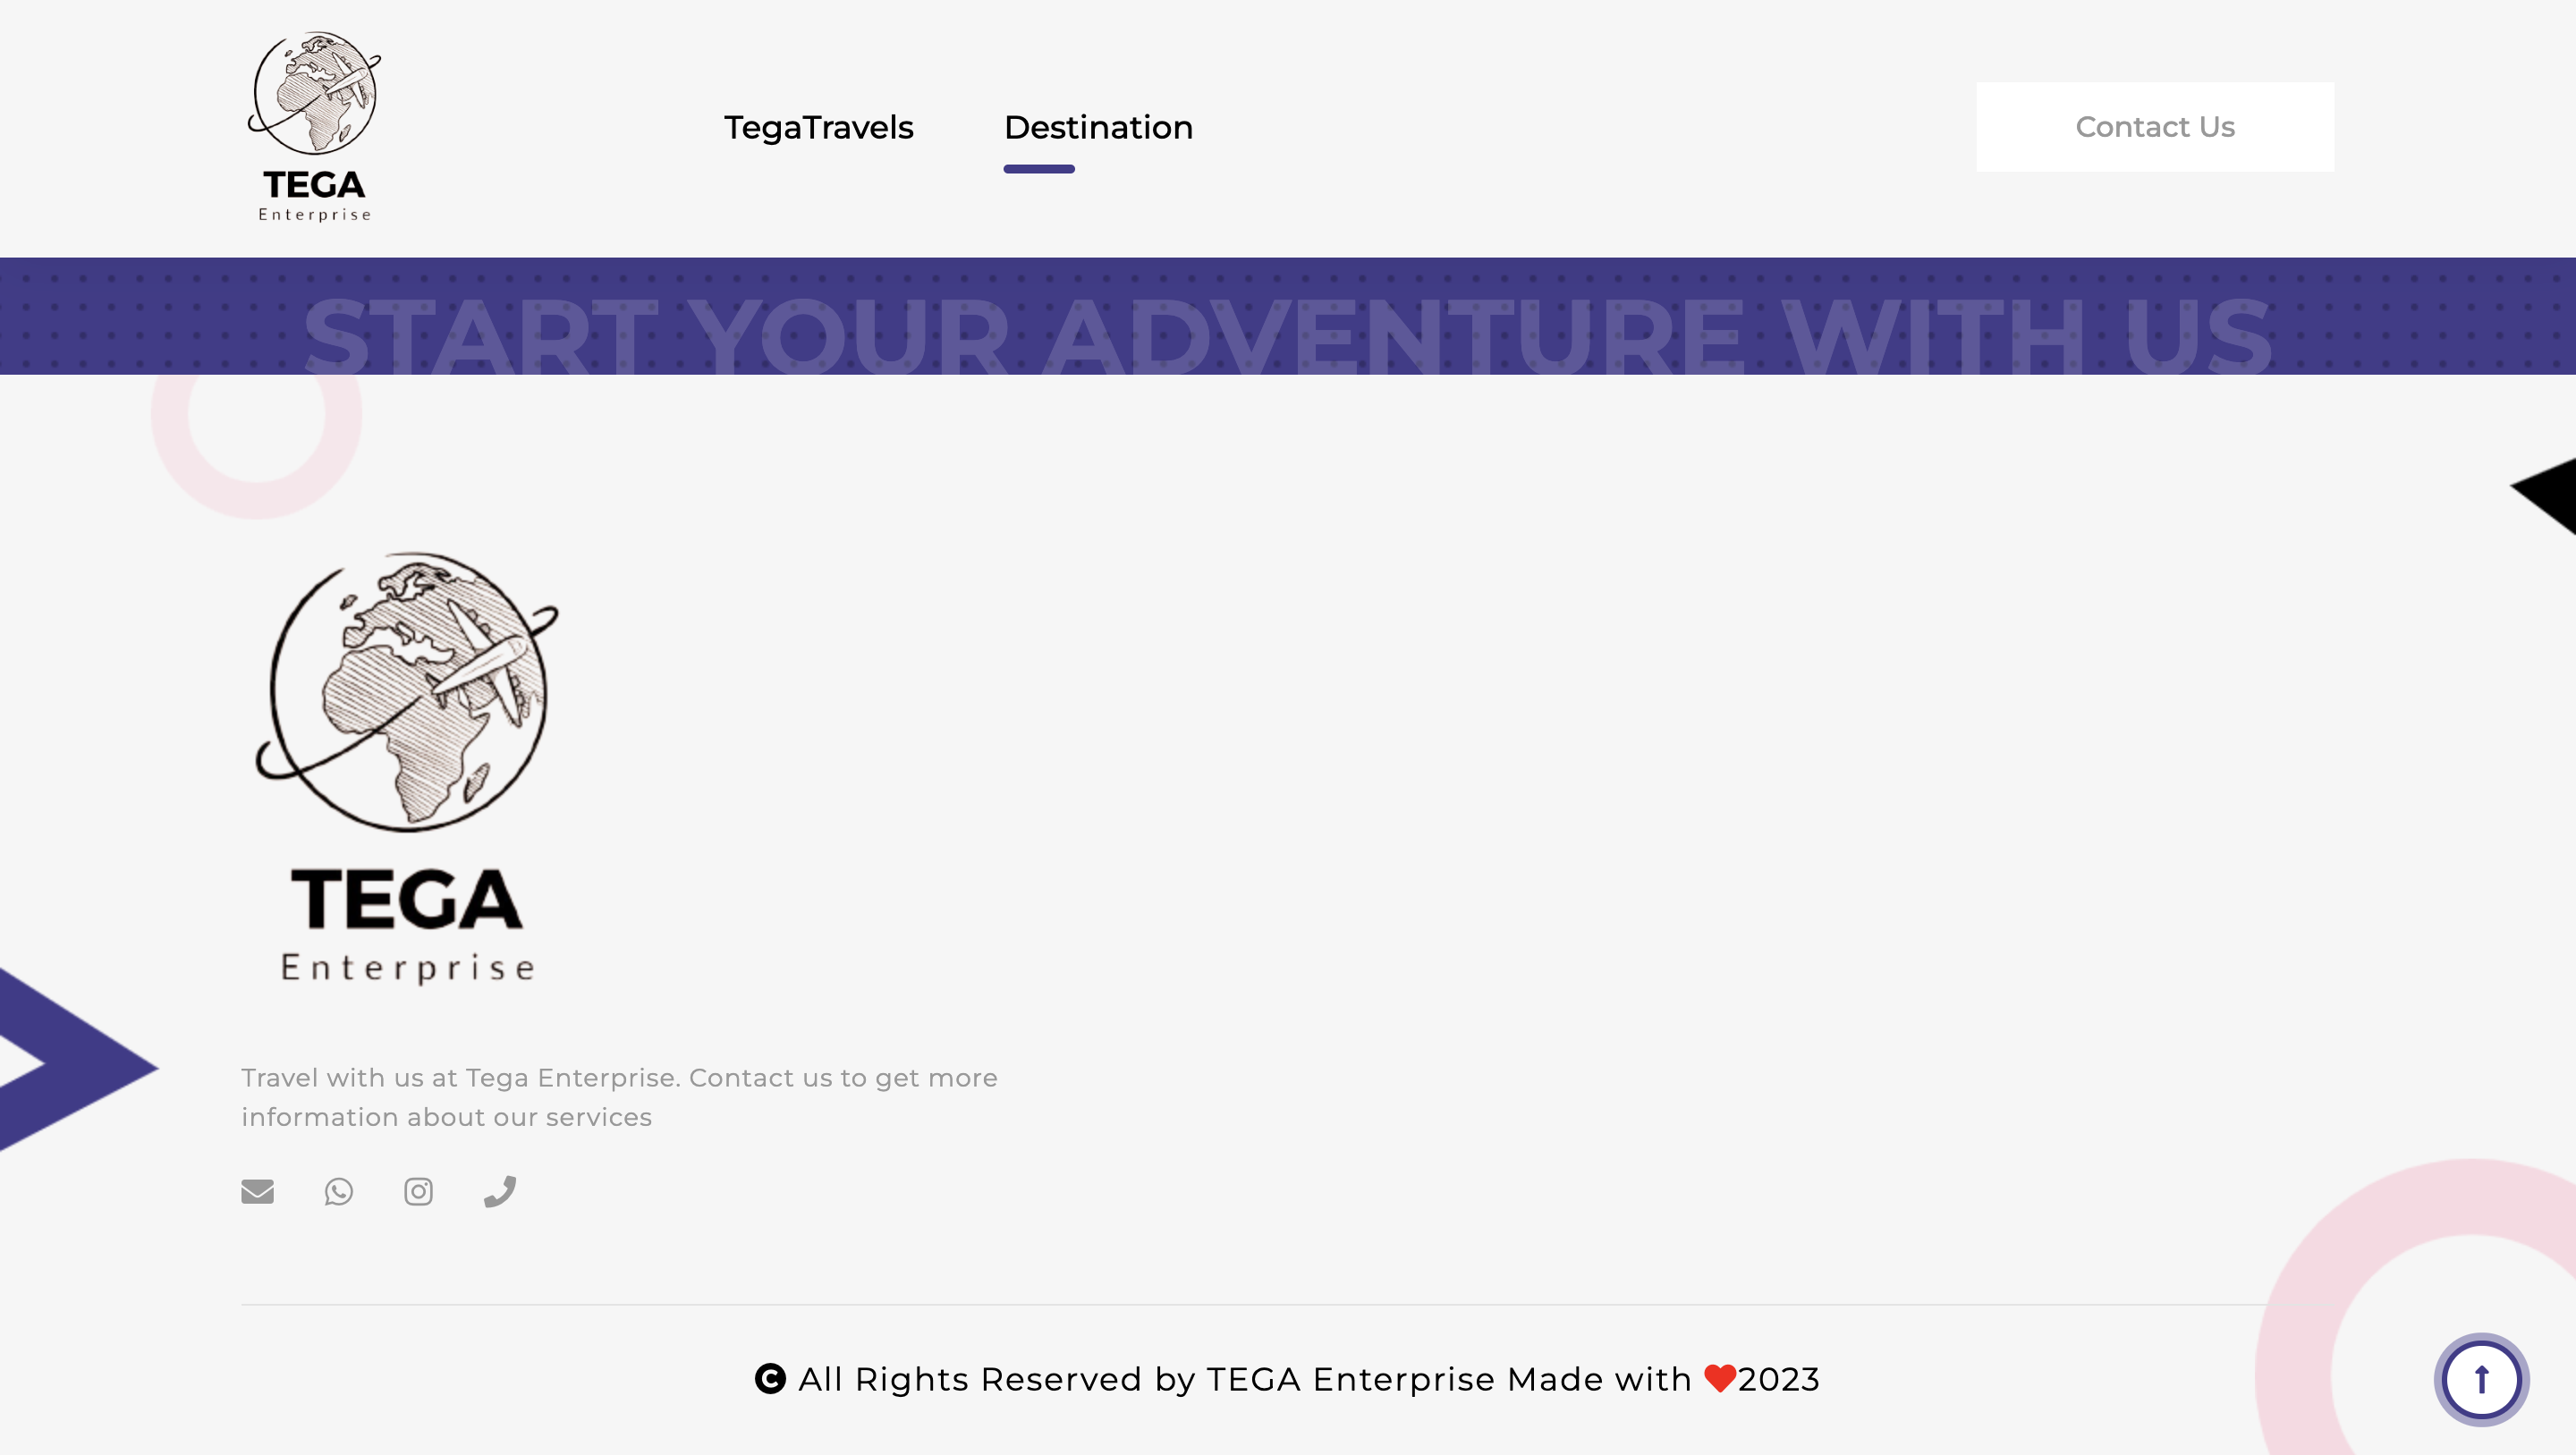 TEGA
Enterprise
TegaTravels
Destination
Contact Us
START YOUR ADVENTURE WITH US
TEGA
Enterprise
Travel with us at Tega Enterprise. Contact us to get more
information about our services
All Rights Reserved by TEGA Enterprise Made with ❤2023